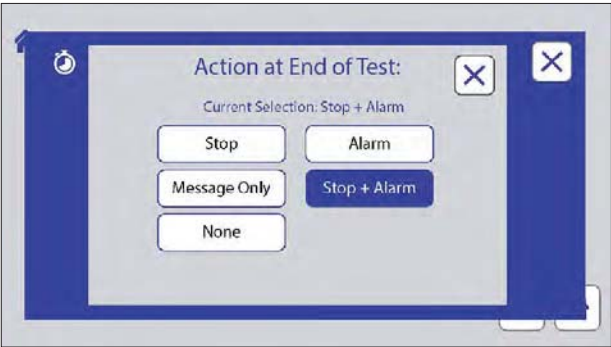 Action at End of Test:
Current Selection: Stop + Alarm
Stop
Alarm
Message Only
Stop + Alarm
None